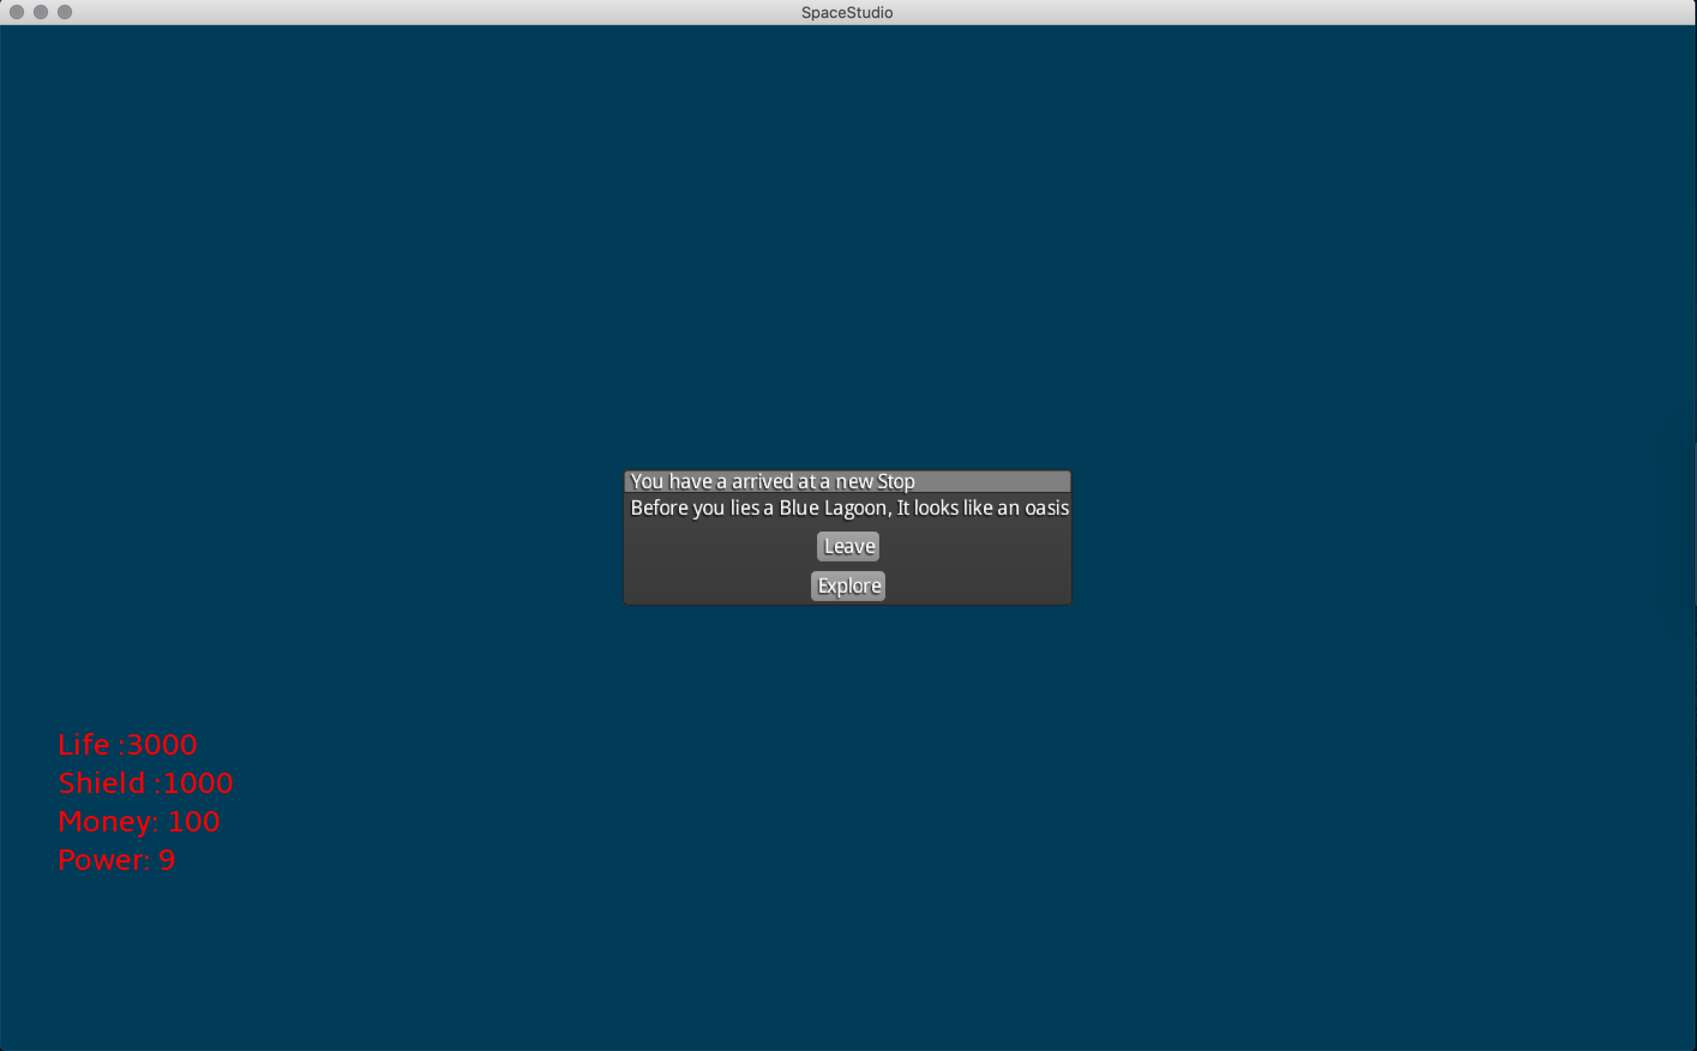 SpaceStudio
You have a arrived at a new Stop
Before you lies a Blue Lagoon, It looks like an oasis
Leave
Explore
Life :3000
Shield :1000
Money: 100
Power: 9